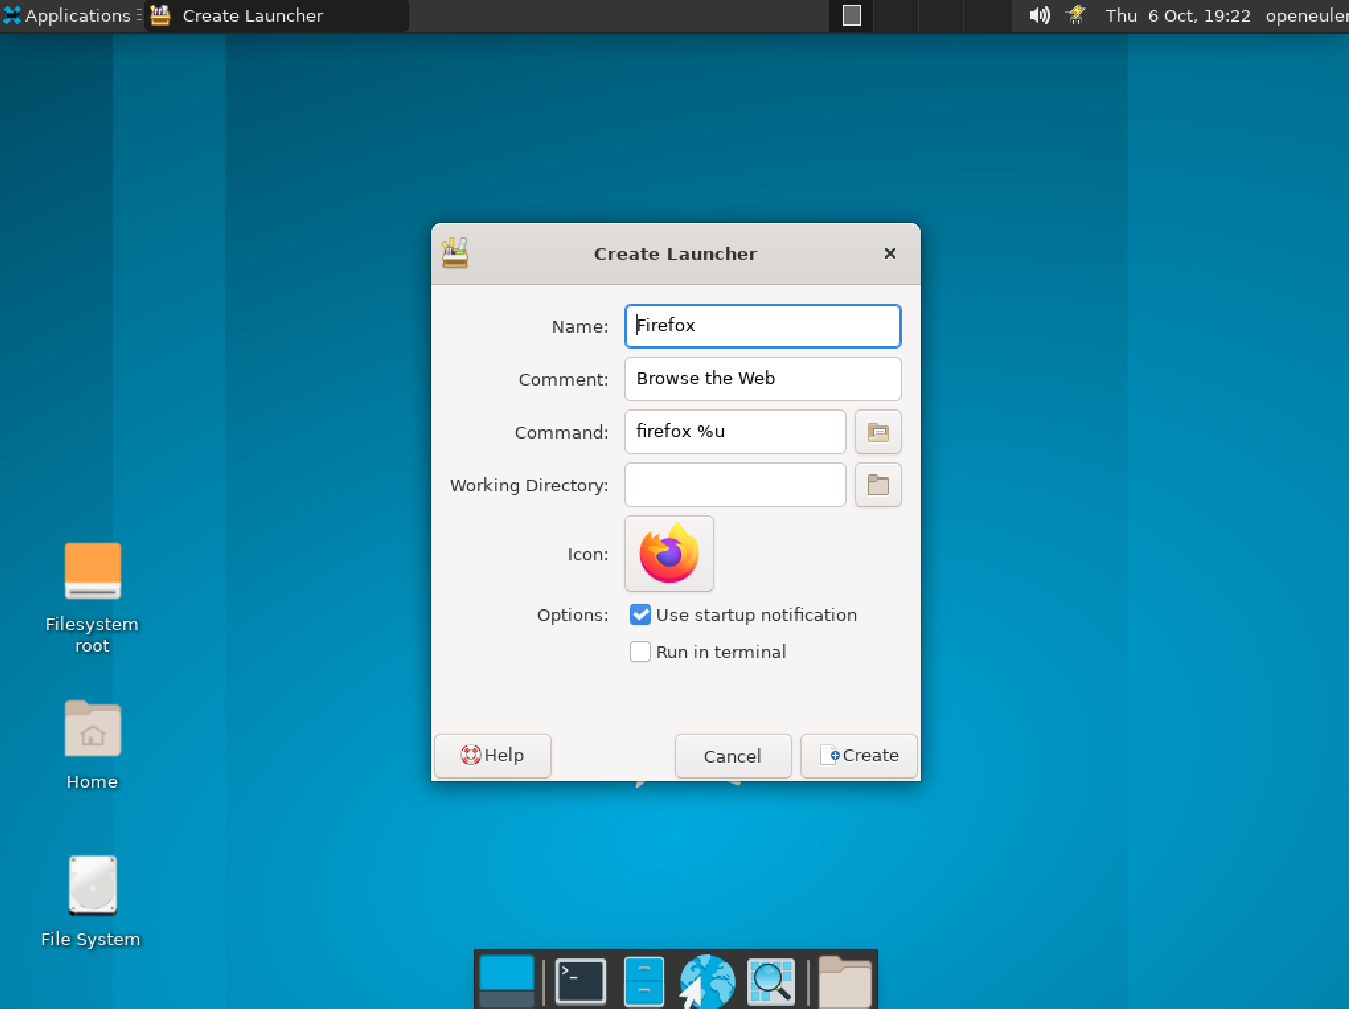 Applications
Create Launcher
Thu 6 Oct, 19:22
openeuler
Create Launcher
Name:
Firefox
Comment:
Browse the Web
Command:
firefox %u
Working Directory:
Icon:
Options:
Use startup notification
Run in terminal
Help
Cancel
Create
Filesystem
root
Home
File System
>_